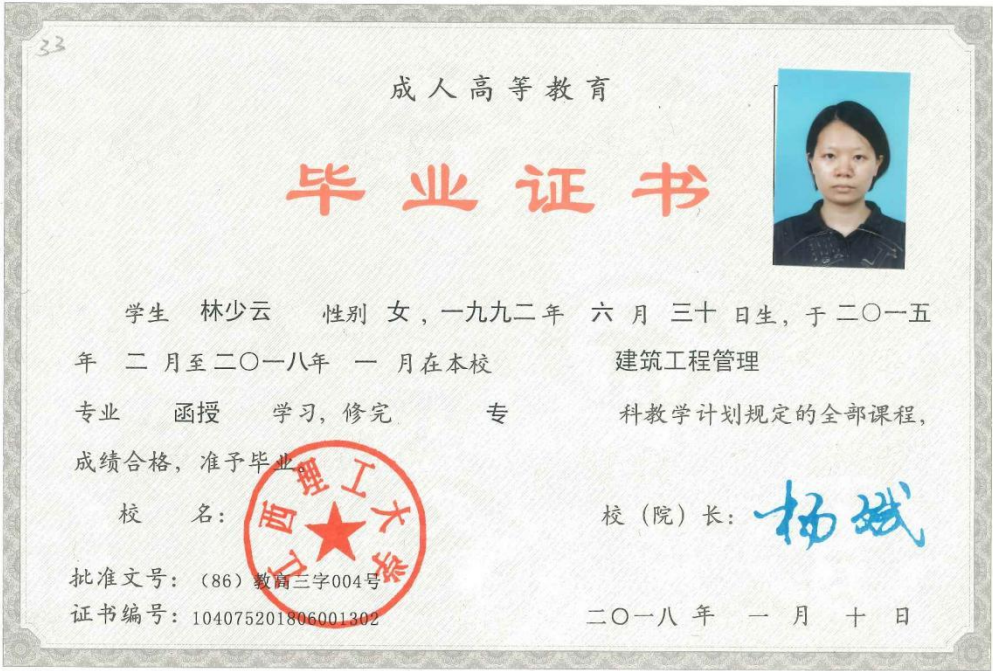 33
成人高等教育
毕业证书
学生 林少云 性别 女，一九九二年 六 月 三十 日生，于二〇一五
年 二 月至二〇一八年 一 月在本校 建筑工程管理
专业 函授 学习，修完 专 科教学计划规定的全部课程，
成绩合格，准予毕业。
江西理工大学
校 名： 校（院）长：杨斌
批准文号：（86）教高三字004号
证书编号：104075201806001302
二〇一八 年 一 月 十 日